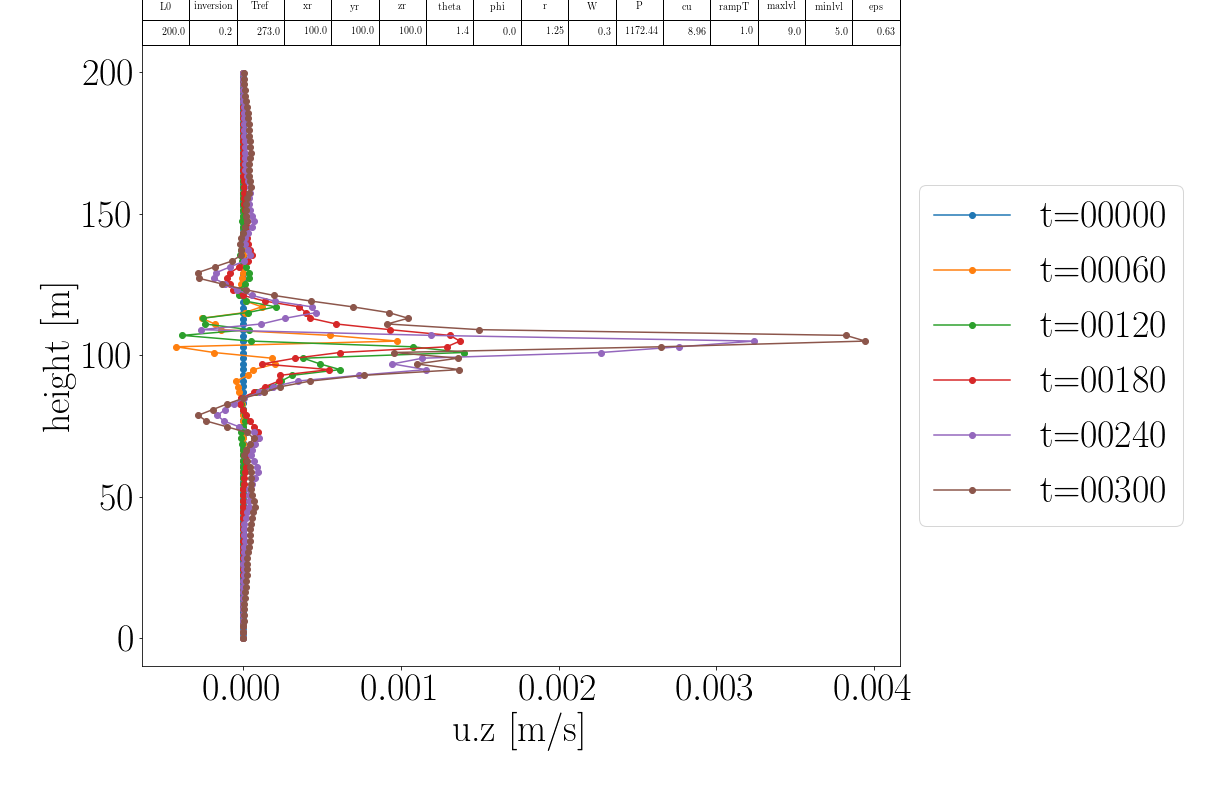 L0 inversion Tref xr yr zr theta phi r W P cu rampT maxlvl minlvl eps
200.0 0.2 273.0 100.0 100.0 100.0 1.4 0.0 1.25 0.3 1172.44 8.96 1.0 9.0 5.0 0.63
200
150
100
50
0
height [m]
0.000 0.001 0.002 0.003 0.004
u.z [m/s]
t=00000
t=00060
t=00120
t=00180
t=00240
t=00300